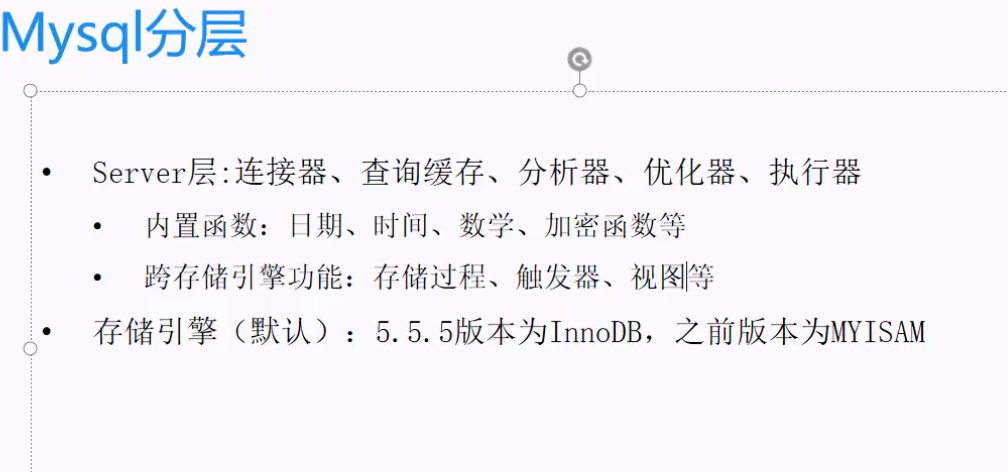 Mysql分层
• Server层:连接器、查询缓存、分析器、优化器、执行器
• 内置函数：日期、时间、数学、加密函数等
• 跨存储引擎功能：存储过程、触发器、视图等
• 存储引擎（默认）：5.5.5版本为InnoDB，之前版本为MYISAM